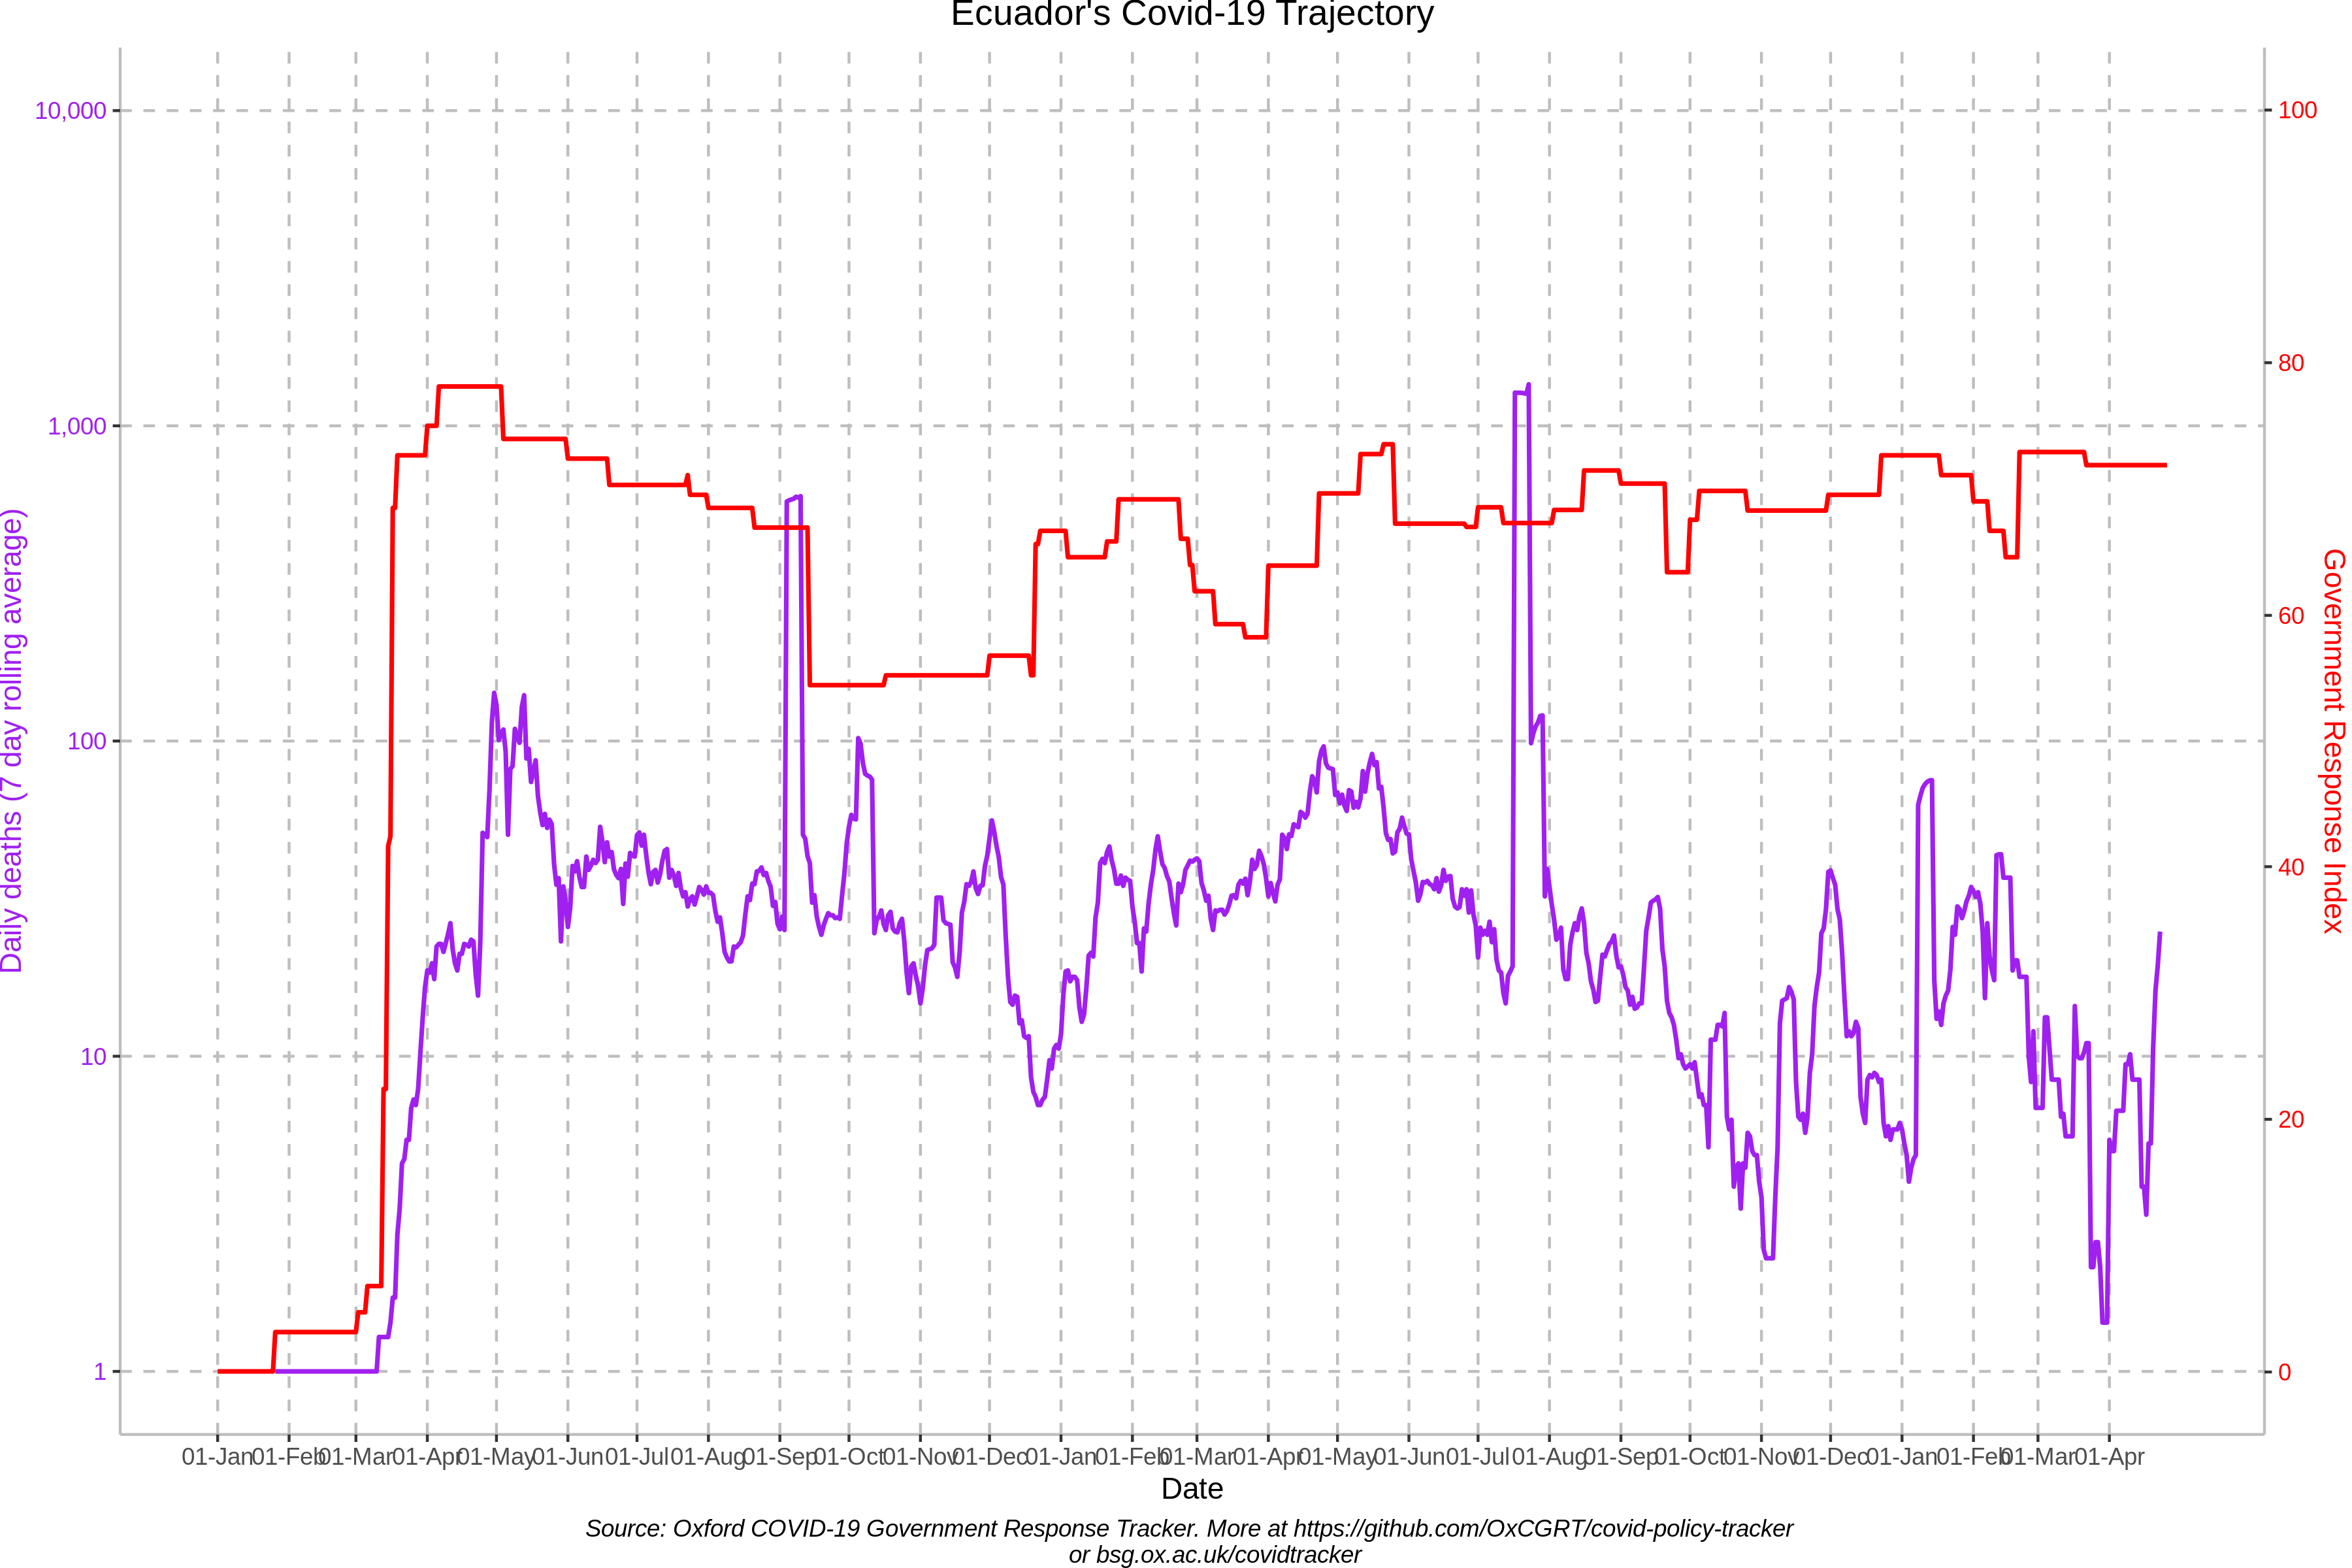 Ecuador's Covid-19 Trajectory
10,000
1,000
100
10
1
Daily deaths (7 day rolling average)
100
80
60
40
20
0
Government Response Index
01-Jan 01-Feb 01-Mar 01-Apr 01-May 01-Jun 01-Jul 01-Aug 01-Sep 01-Oct 01-Nov 01-Dec 01-Jan 01-Feb 01-Mar 01-Apr 01-May 01-Jun 01-Jul 01-Aug 01-Sep 01-Oct 01-Nov 01-Dec 01-Jan 01-Feb 01-Mar 01-Apr
Date
Source: Oxford COVID-19 Government Response Tracker. More at https://github.com/OxCGRT/covid-policy-tracker
or bsg.ox.ac.uk/covidtracker